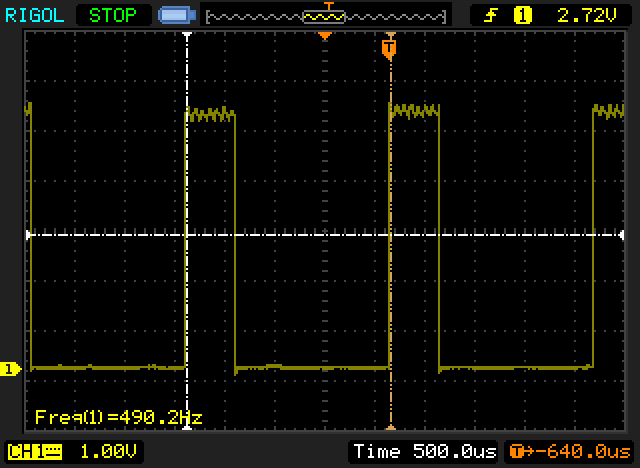 RIGOL STOP T 1 2.72V
T
1
Freq(1)=490.2Hz
CH1 1.00V Time 500.0us T→-640.0us